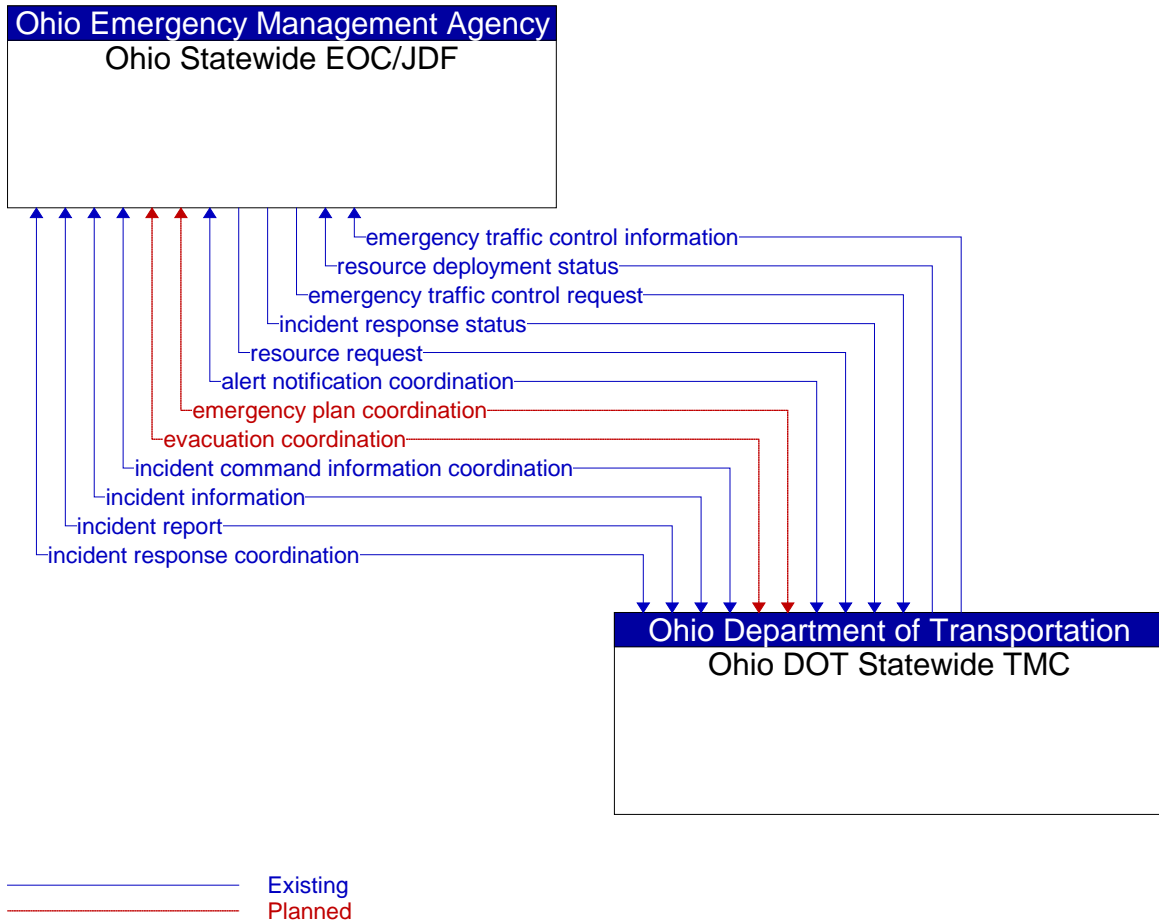 Ohio Emergency Management Agency
Ohio Statewide EOC/JDF
emergency traffic control information
resource deployment status
emergency traffic control request
incident response status
resource request
alert notification coordination
emergency plan coordination
evacuation coordination
incident command information coordination
incident information
incident report
incident response coordination
Ohio Department of Transportation
Ohio DOT Statewide TMC
Existing
Planned